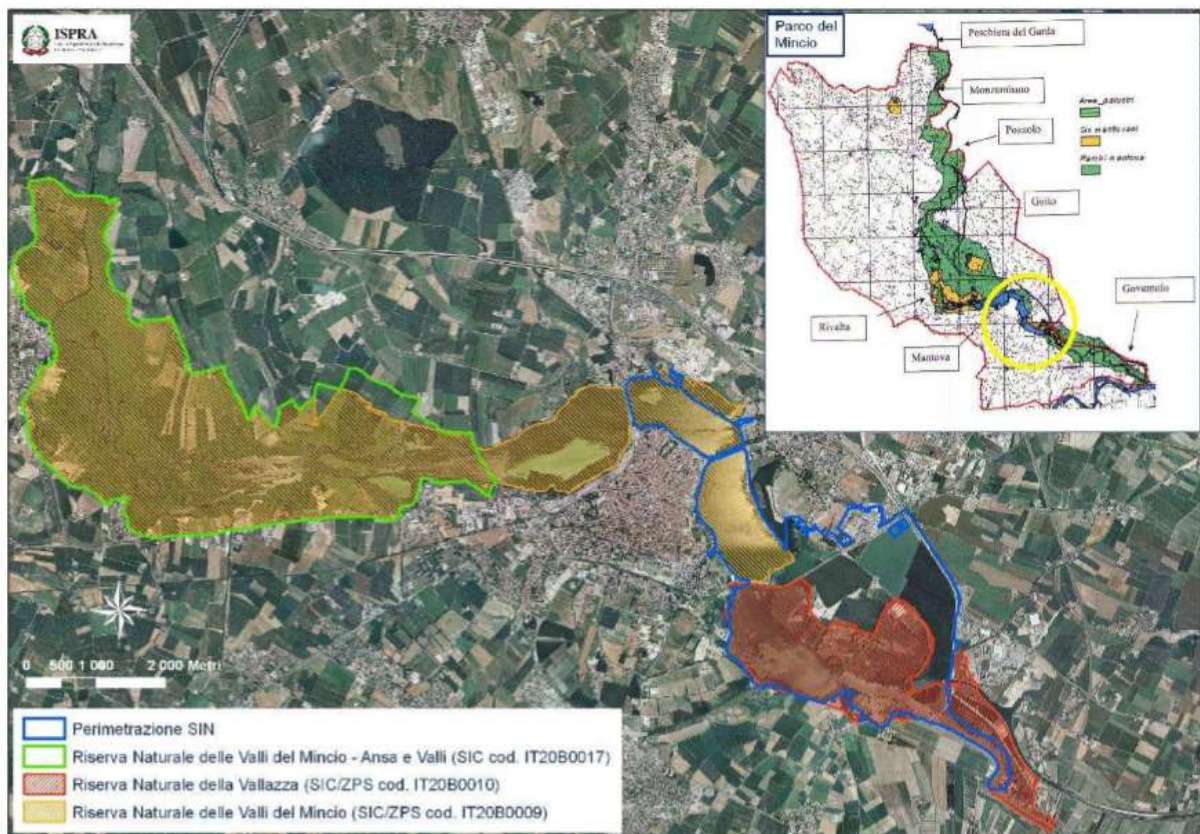 ISPRA
Parco del
Mincio
Peschiera del Garda
Monzambano
Pozzolo
Goito
Governolo
Rivalta
Mantova
0 500 1 000 2 000 Metri
Perimetrazione SIN
Riserva Naturale delle Valli del Mincio - Ansa e Valli (SIC cod. IT20B0017)
Riserva Naturale della Vallazza (SIC/ZPS cod. IT20B0010)
Riserva Naturale delle Valli del Mincio (SIC/ZPS cod. IT20B0009)